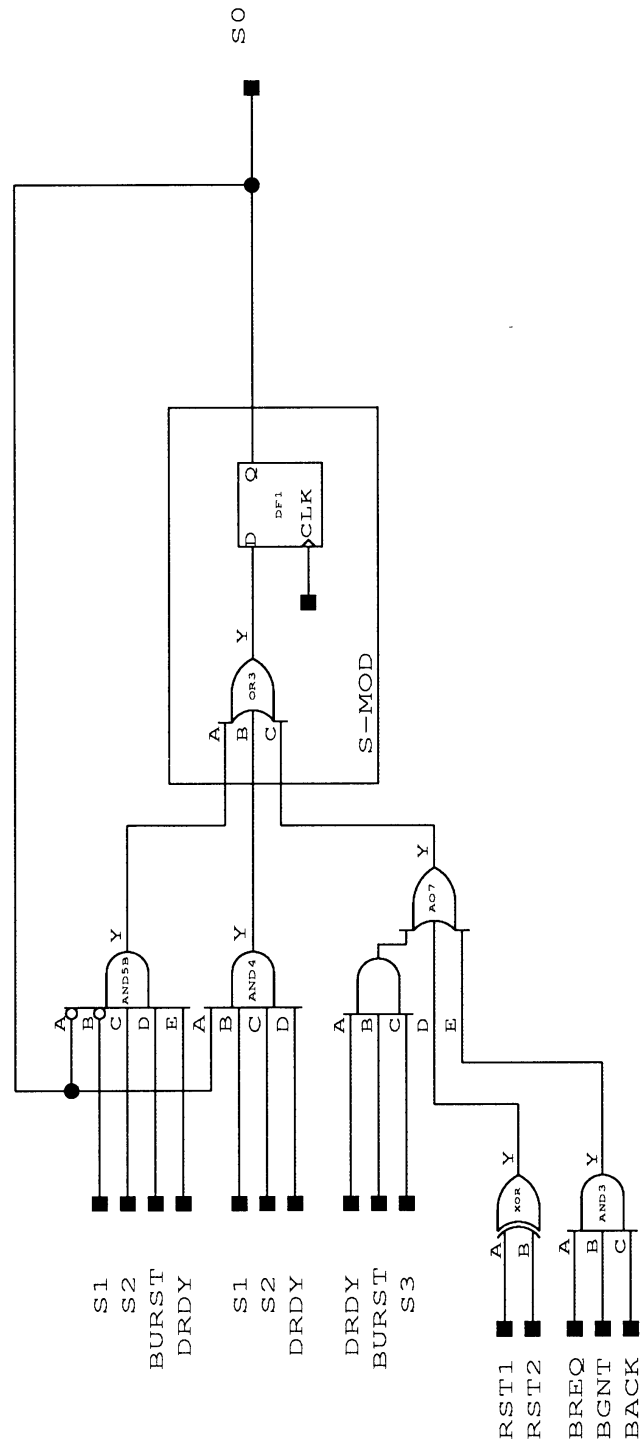 S0
S1
S2
BURST
DRDY
A
B
C
D
E
AND5B
Y
S1
S2
DRDY
A
B
C
D
AND4
Y
DRDY
BURST
S3
A
B
C
D
E
AO7
Y
RST1
RST2
A
B
XOR
Y
BREQ
BGNT
BACK
A
B
C
AND3
Y
A
B
C
OR3
Y
D
Q
DF1
CLK
S-MOD